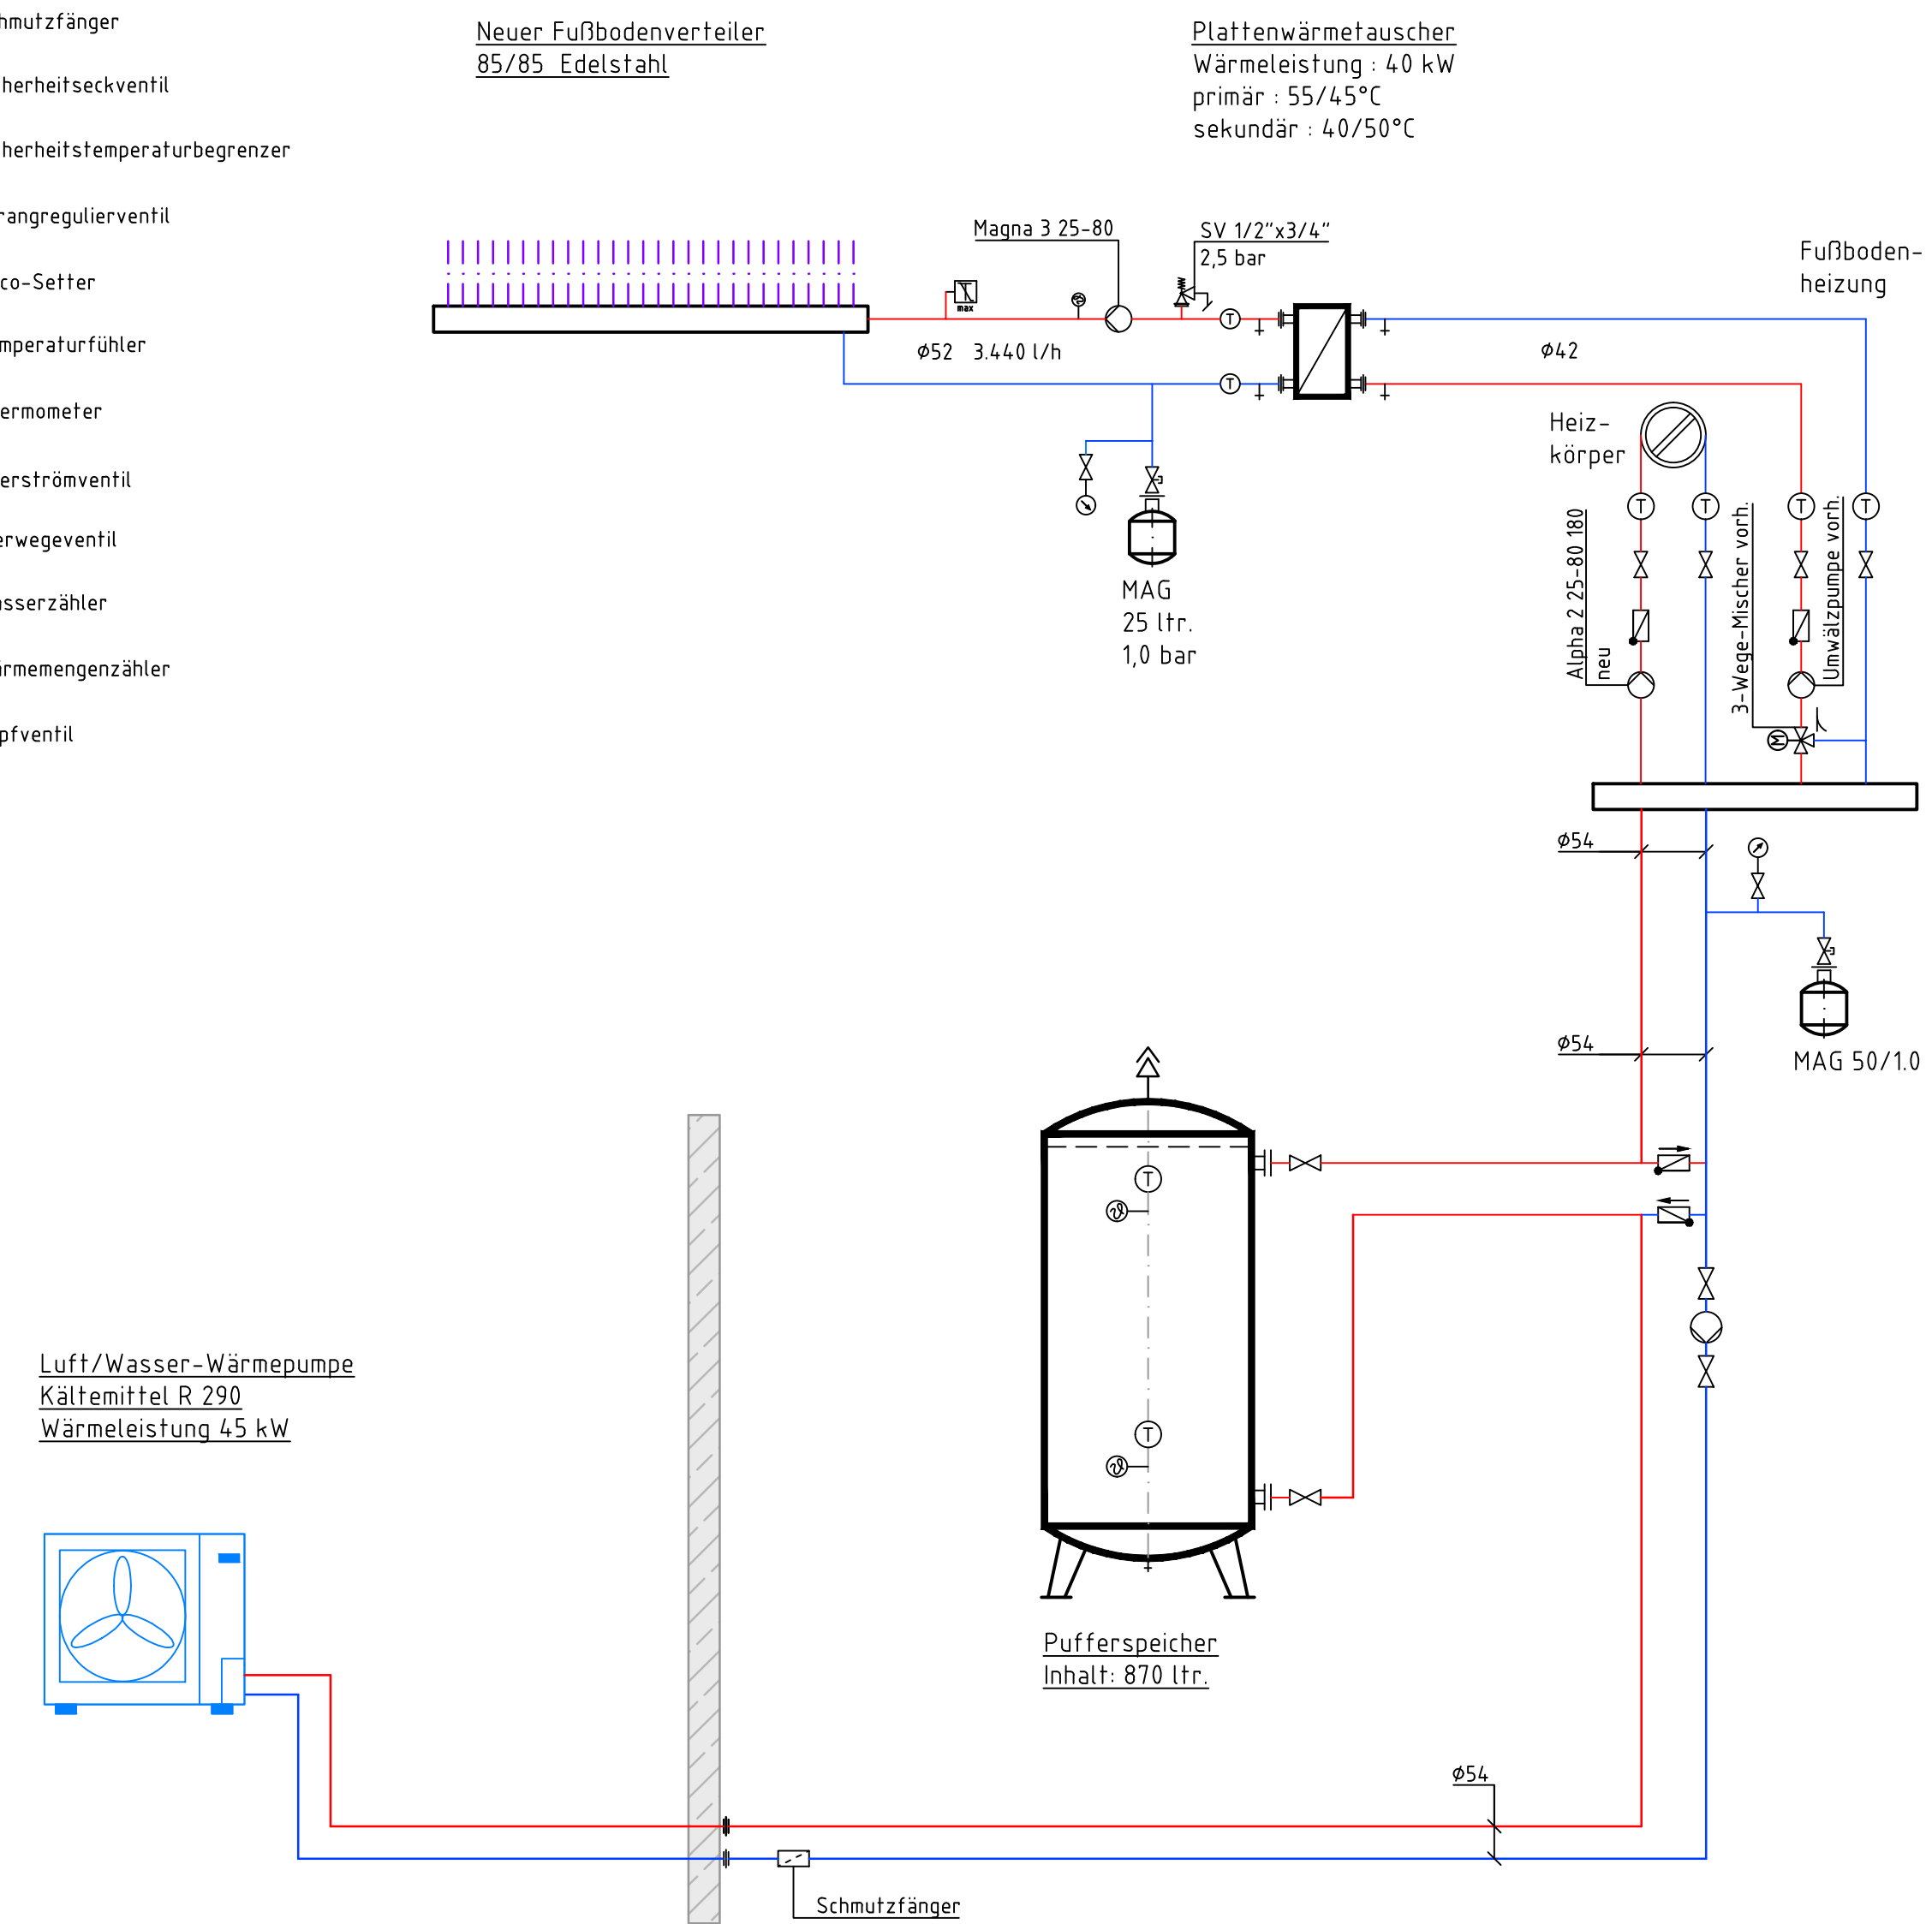 Neuer Fußbodenverteiler
85/85 Edelstahl
Plattenwärmetauscher
Wärmeleistung : 40 kW
primär : 55/45°C
sekundär : 40/50°C
hmutzfänger
herheitseckventil
herheitstemperaturbegrenzer
rangregulierventil
co-Setter
mperaturfühler
ermometer
erströmventil
erwegeventil
asserzähler
ärmemengenzähler
pfventil
Magna 3 25-80
SV 1/2"x3/4"
2,5 bar
max
Fußboden-
heizung
ø52 3.440 l/h
T
T
ø42
Heiz-
körper
T
T
T
T
MAG
25 ltr.
1,0 bar
Alpha 2 25-80 180
neu
3-Wege-Mischer vorh.
Umwälzpumpe vorh.
M
ø54
ø54
MAG 50/1.0
T
ϑ
T
ϑ
Luft/Wasser-Wärmepumpe
Kältemittel R 290
Wärmeleistung 45 kW
Pufferspeicher
Inhalt: 870 ltr.
ø54
Schmutzfänger